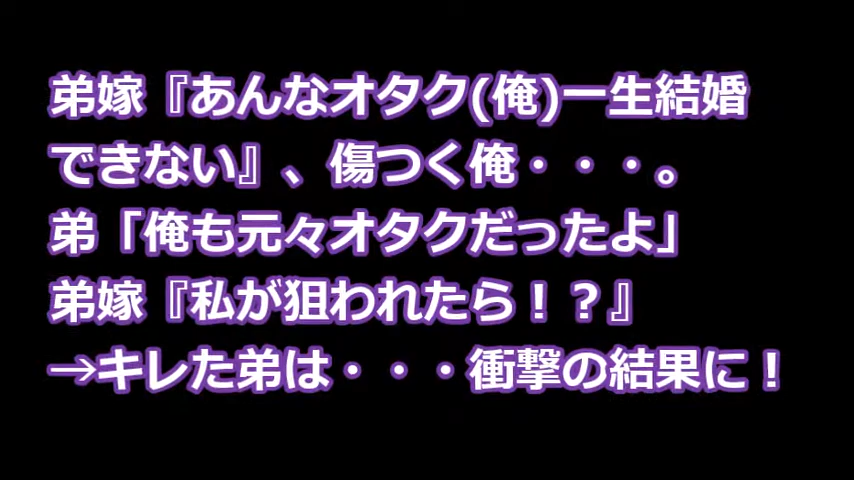 弟嫁『あんなオタク(俺)一生結婚
できない』、傷つく俺・・・。
弟「俺も元々オタクだったよ」
弟嫁『私が狙われたら！？』
→キレた弟は・・・衝撃の結果に！